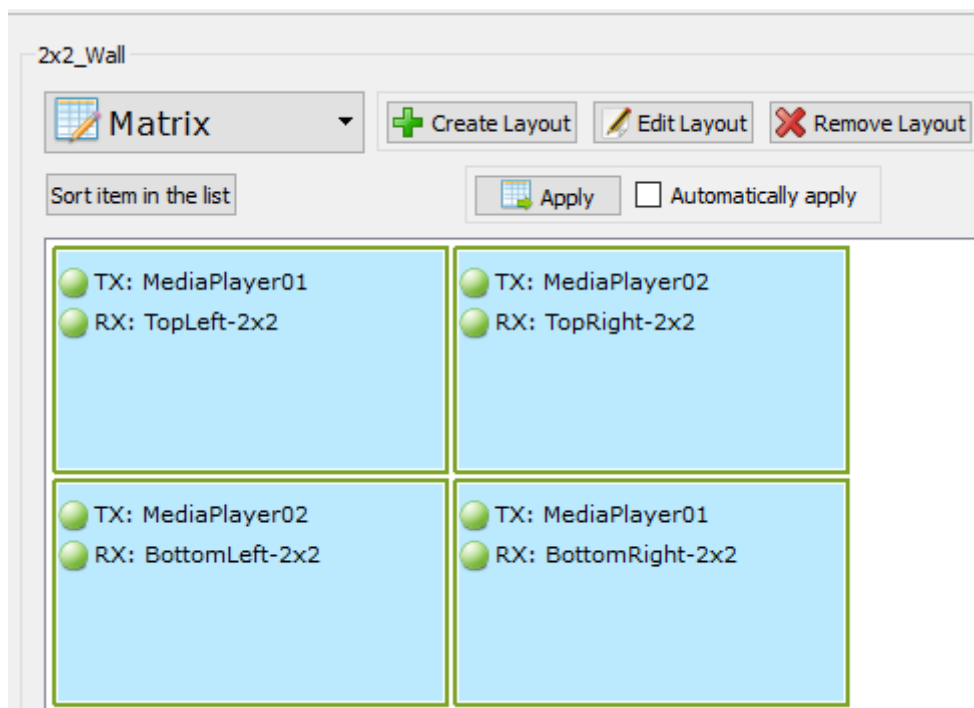 2x2_Wall
Matrix
Create Layout
Edit Layout
Remove Layout
Sort item in the list
Apply
Automatically apply
TX: MediaPlayer01
RX: TopLeft-2x2
TX: MediaPlayer02
RX: TopRight-2x2
TX: MediaPlayer02
RX: BottomLeft-2x2
TX: MediaPlayer01
RX: BottomRight-2x2